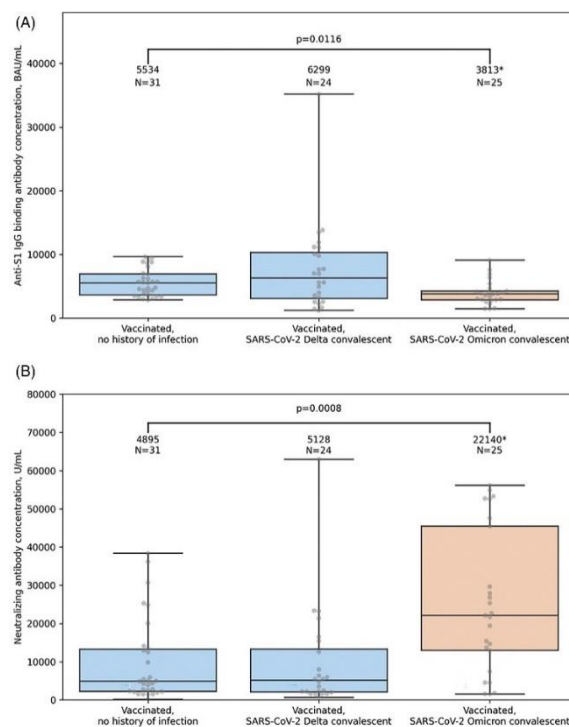 (A)
p=0.0116
5534 6299 3813*
N=31 N=24 N=25
Anti-S1 IgG binding antibody concentration, BAU/mL
40000
30000
20000
10000
0
Vaccinated, Vaccinated, Vaccinated,
no history of infection SARS-CoV-2 Delta convalescent SARS-CoV-2 Omicron convalescent
(B)
p=0.0008
4895 5128 22140*
N=31 N=24 N=25
Neutralizing antibody concentration, U/mL
80000
70000
60000
50000
40000
30000
20000
10000
0
Vaccinated, Vaccinated, Vaccinated,
no history of infection SARS-CoV-2 Delta convalescent SARS-CoV-2 Omicron convalescent